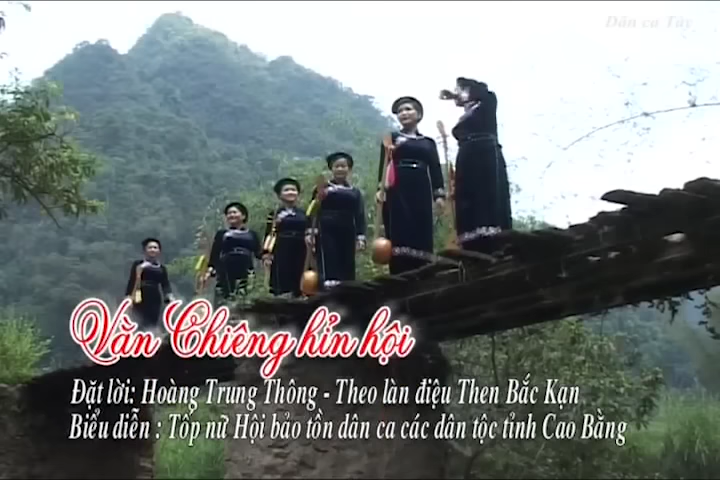 Dân ca Tày
Vằn Chiêng hỉn hội
Đặt lời: Hoàng Trung Thông - Theo làn điệu Then Bắc Kạn
Biểu diễn : Tốp nữ Hội bảo tồn dân ca các dân tộc tỉnh Cao Bằng